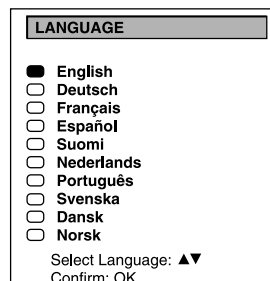 LANGUAGE
English
Deutsch
Français
Español
Suomi
Nederlands
Português
Svenska
Dansk
Norsk
Select Language: ▲▼
Confirm: OK